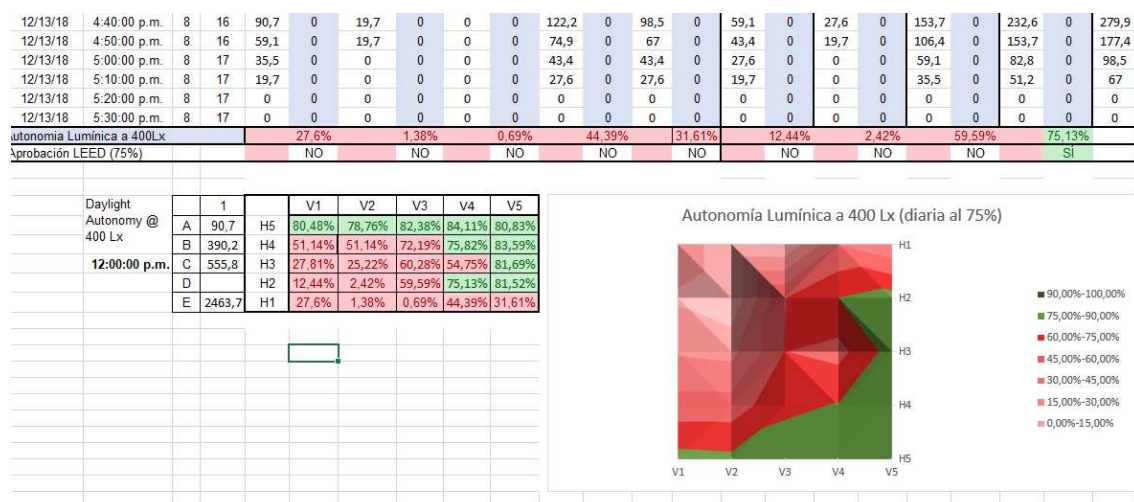 12/13/18 4:40:00 p.m. 8 16 90,7 0 19,7 0 0 0 122,2 0 98,5 0 59,1 0 27,6 0 153,7 0 232,6 0 279,9
12/13/18 4:50:00 p.m. 8 16 59,1 0 19,7 0 0 0 74,9 0 67 0 43,4 0 19,7 0 106,4 0 153,7 0 177,4
12/13/18 5:00:00 p.m. 8 17 35,5 0 0 0 0 0 43,4 0 43,4 0 27,6 0 0 0 59,1 0 82,8 0 98,5
12/13/18 5:10:00 p.m. 8 17 19,7 0 0 0 0 0 27,6 0 27,6 0 19,7 0 0 0 35,5 0 51,2 0 67
12/13/18 5:20:00 p.m. 8 17 0 0 0 0 0 0 0 0 0 0 0 0 0 0 0 0 0 0 0
12/13/18 5:30:00 p.m. 8 17 0 0 0 0 0 0 0 0 0 0 0 0 0 0 0 0 0 0 0
utonomia Lumínica a 400Lx 27,6% 1,38% 0,69% 44,39% 31,61% 12,44% 2,42% 59,59% 75,13%
Aprobación LEED (75%) NO NO NO NO NO NO NO NO SÍ
Daylight Autonomy @ 400 Lx
12:00:00 p.m.
1 V1 V2 V3 V4 V5
A 90,7 H5 80,48% 78,76% 82,38% 84,11% 80,83%
B 390,2 H4 51,14% 51,14% 72,19% 75,82% 83,59%
C 555,8 H3 27,81% 25,22% 60,28% 54,75% 81,69%
D H2 12,44% 2,42% 59,59% 75,13% 81,52%
E 2463,7 H1 27,6% 1,38% 0,69% 44,39% 31,61%
Autonomía Lumínica a 400 Lx (diaria al 75%)
H1
H2
H3
H4
H5
V1 V2 V3 V4 V5
90,00%-100,00%
75,00%-90,00%
60,00%-75,00%
45,00%-60,00%
30,00%-45,00%
15,00%-30,00%
0,00%-15,00%